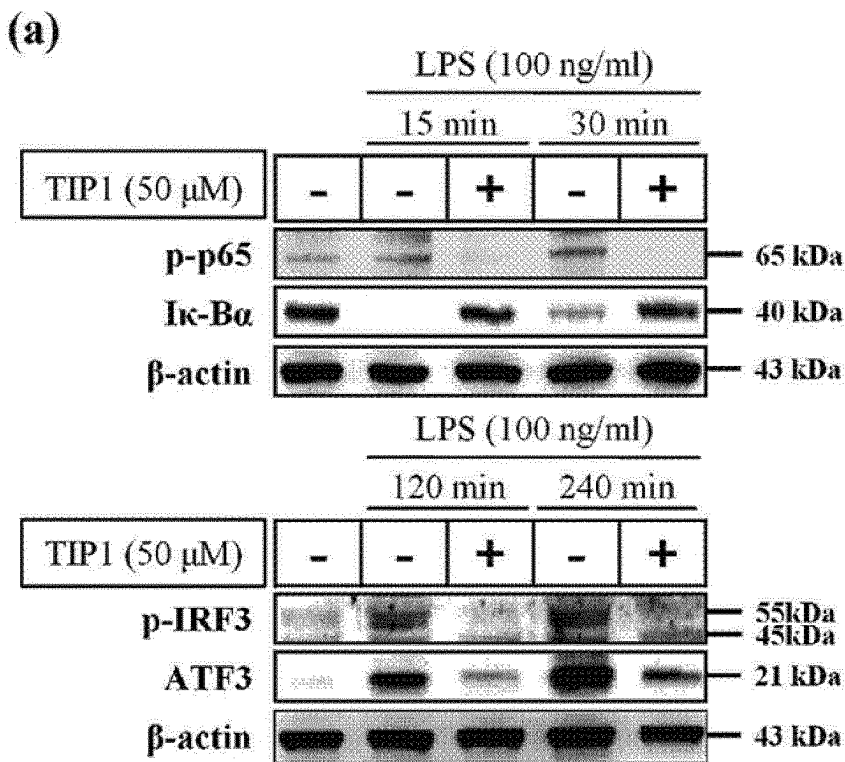 (a)
LPS (100 ng/ml)
15 min 30 min
TIP1 (50 μM) - - + - +
p-p65 65 kDa
Iκ-Bα 40 kDa
β-actin 43 kDa
LPS (100 ng/ml)
120 min 240 min
TIP1 (50 μM) - - + - +
p-IRF3 55kDa
45kDa
ATF3 21 kDa
β-actin 43 kDa